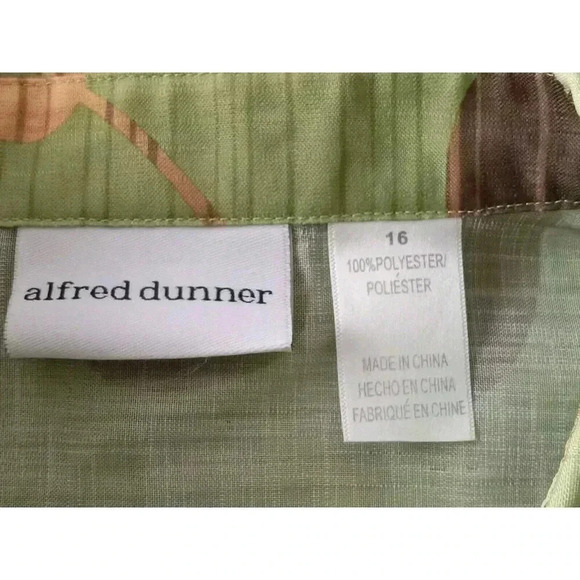 alfred dunner
16
100%POLYESTER/
POLIÉSTER
MADE IN CHINA
HECHO EN CHINA
FABRIQUÉ EN CHINE